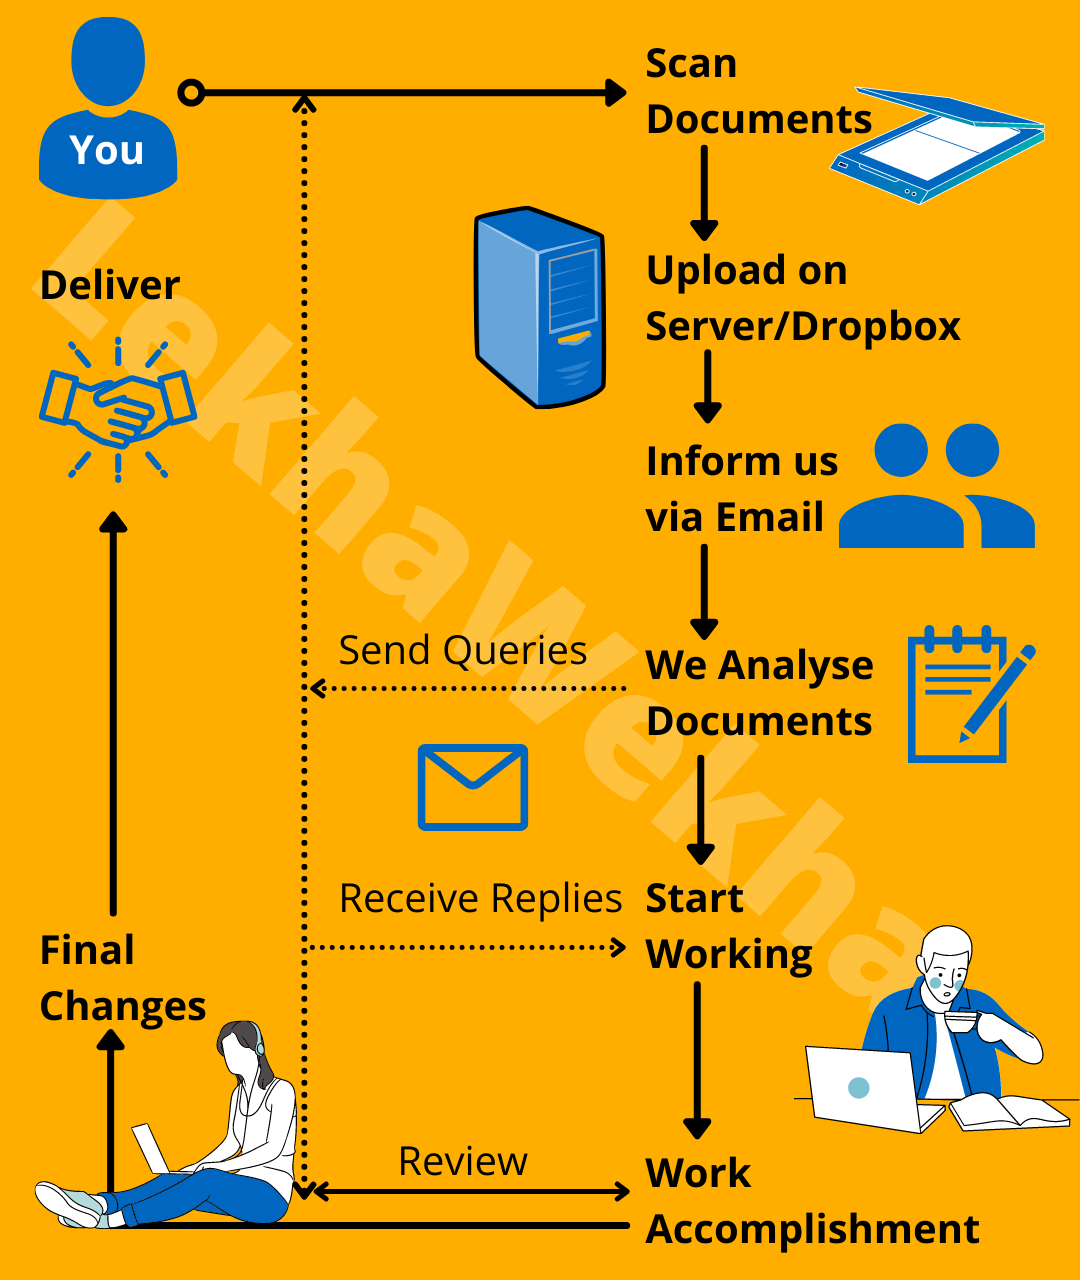 You
Scan
Documents
Upload on
Server/Dropbox
Inform us
via Email
We Analyse
Documents
Send Queries
Receive Replies
Start
Working
Review
Work
Accomplishment
Final
Changes
Deliver
LekhaWekha